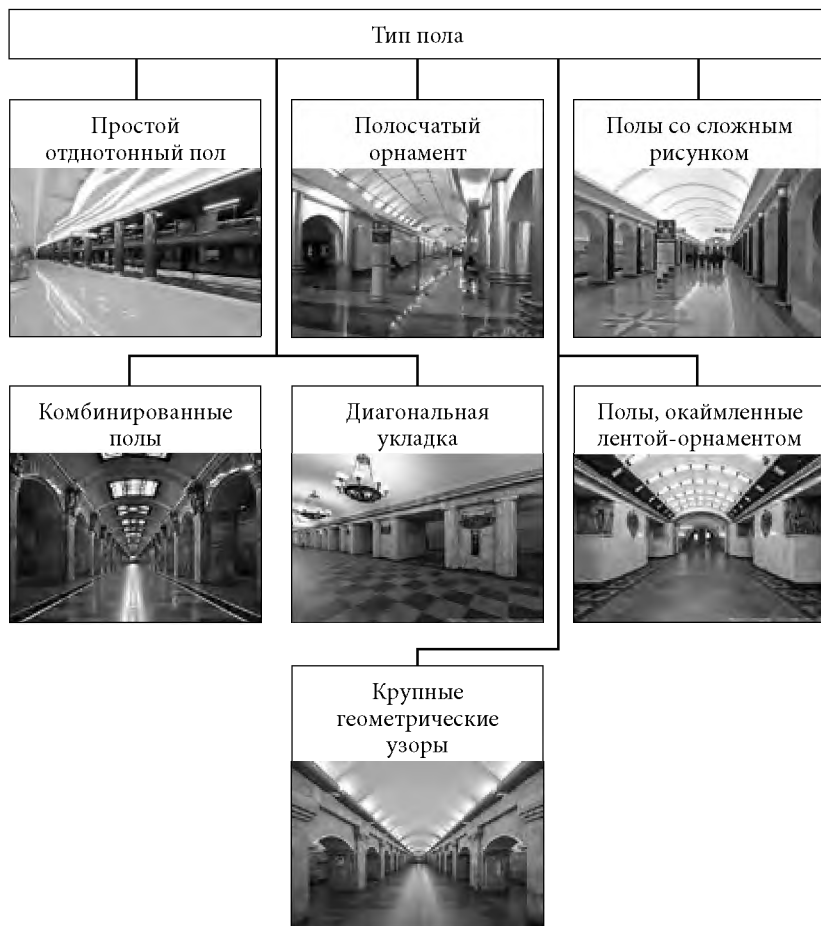 Тип пола
Простой
отднотонный пол
Полосчатый
орнамент
Полы со сложным
рисунком
Комбинированные
полы
Диагональная
укладка
Полы, окаймленные
лентой-орнаментом
Крупные
геометрические
узоры